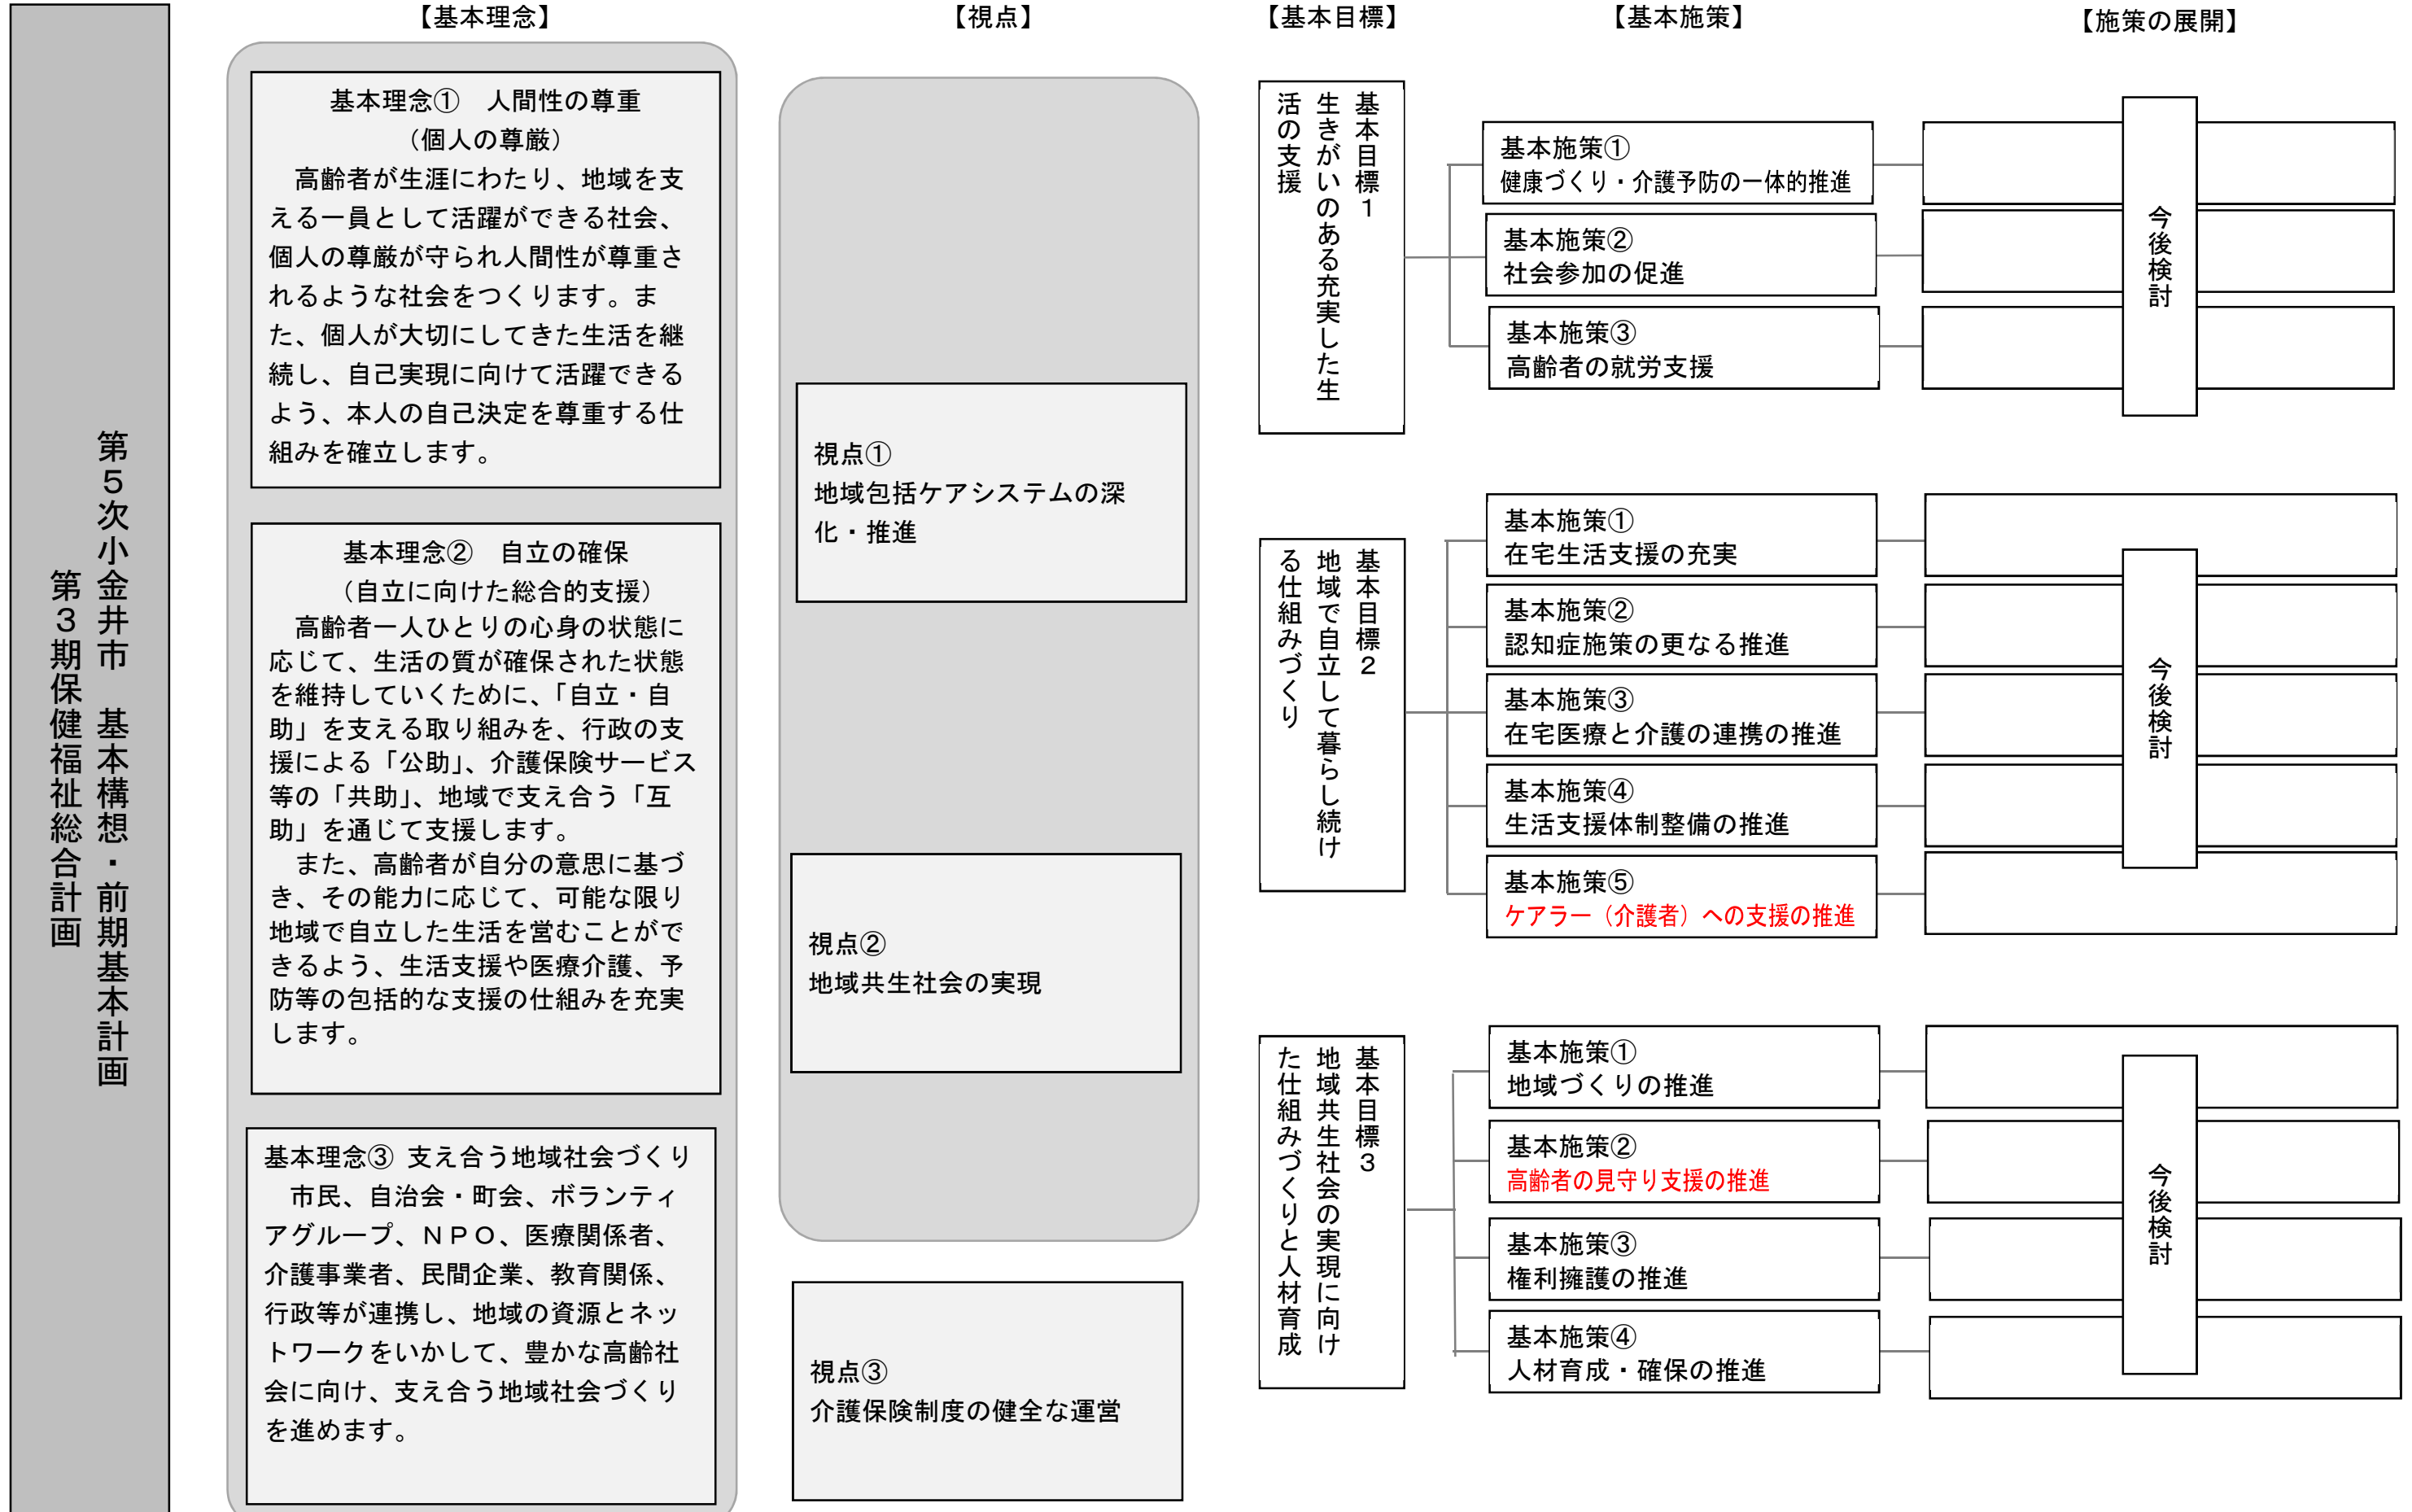 第５次小金井市　基本構想・前期基本計画
第３期保健福祉総合計画
【基本理念】
基本理念①　人間性の尊重
（個人の尊厳）
高齢者が生涯にわたり、地域を支
える一員として活躍ができる社会、
個人の尊厳が守られ人間性が尊重さ
れるような社会をつくります。ま
た、個人が大切にしてきた生活を継
続し、自己実現に向けて活躍できる
よう、本人の自己決定を尊重する仕
組みを確立します。
基本理念②　自立の確保
（自立に向けた総合的支援）
高齢者一人ひとりの心身の状態に
応じて、生活の質が確保された状態
を維持していくために、「自立・自
助」を支える取り組みを、行政の支
援による「公助」、介護保険サービス
等の「共助」、地域で支え合う「互
助」を通じて支援します。
また、高齢者が自分の意思に基づ
き、その能力に応じて、可能な限り
地域で自立した生活を営むことがで
きるよう、生活支援や医療介護、予
防等の包括的な支援の仕組みを充実
します。
基本理念③ 支え合う地域社会づくり
市民、自治会・町会、ボランティ
アグループ、ＮＰＯ、医療関係者、
介護事業者、民間企業、教育関係、
行政等が連携し、地域の資源とネッ
トワークをいかして、豊かな高齢社
会に向け、支え合う地域社会づくり
を進めます。
【視点】
視点①
地域包括ケアシステムの深
化・推進
視点②
地域共生社会の実現
視点③
介護保険制度の健全な運営
【基本目標】
【基本施策】
【施策の展開】
基本目標１
生きがいのある充実した生
活の支援
基本施策①
健康づくり・介護予防の一体的推進
基本施策②
社会参加の促進
基本施策③
高齢者の就労支援
今後検討
基本目標２
地域で自立して暮らし続け
る仕組みづくり
基本施策①
在宅生活支援の充実
基本施策②
認知症施策の更なる推進
基本施策③
在宅医療と介護の連携の推進
基本施策④
生活支援体制整備の推進
基本施策⑤
ケアラー（介護者）への支援の推進
今後検討
基本目標３
地域共生社会の実現に向け
た仕組みづくりと人材育成
基本施策①
地域づくりの推進
基本施策②
高齢者の見守り支援の推進
基本施策③
権利擁護の推進
基本施策④
人材育成・確保の推進
今後検討